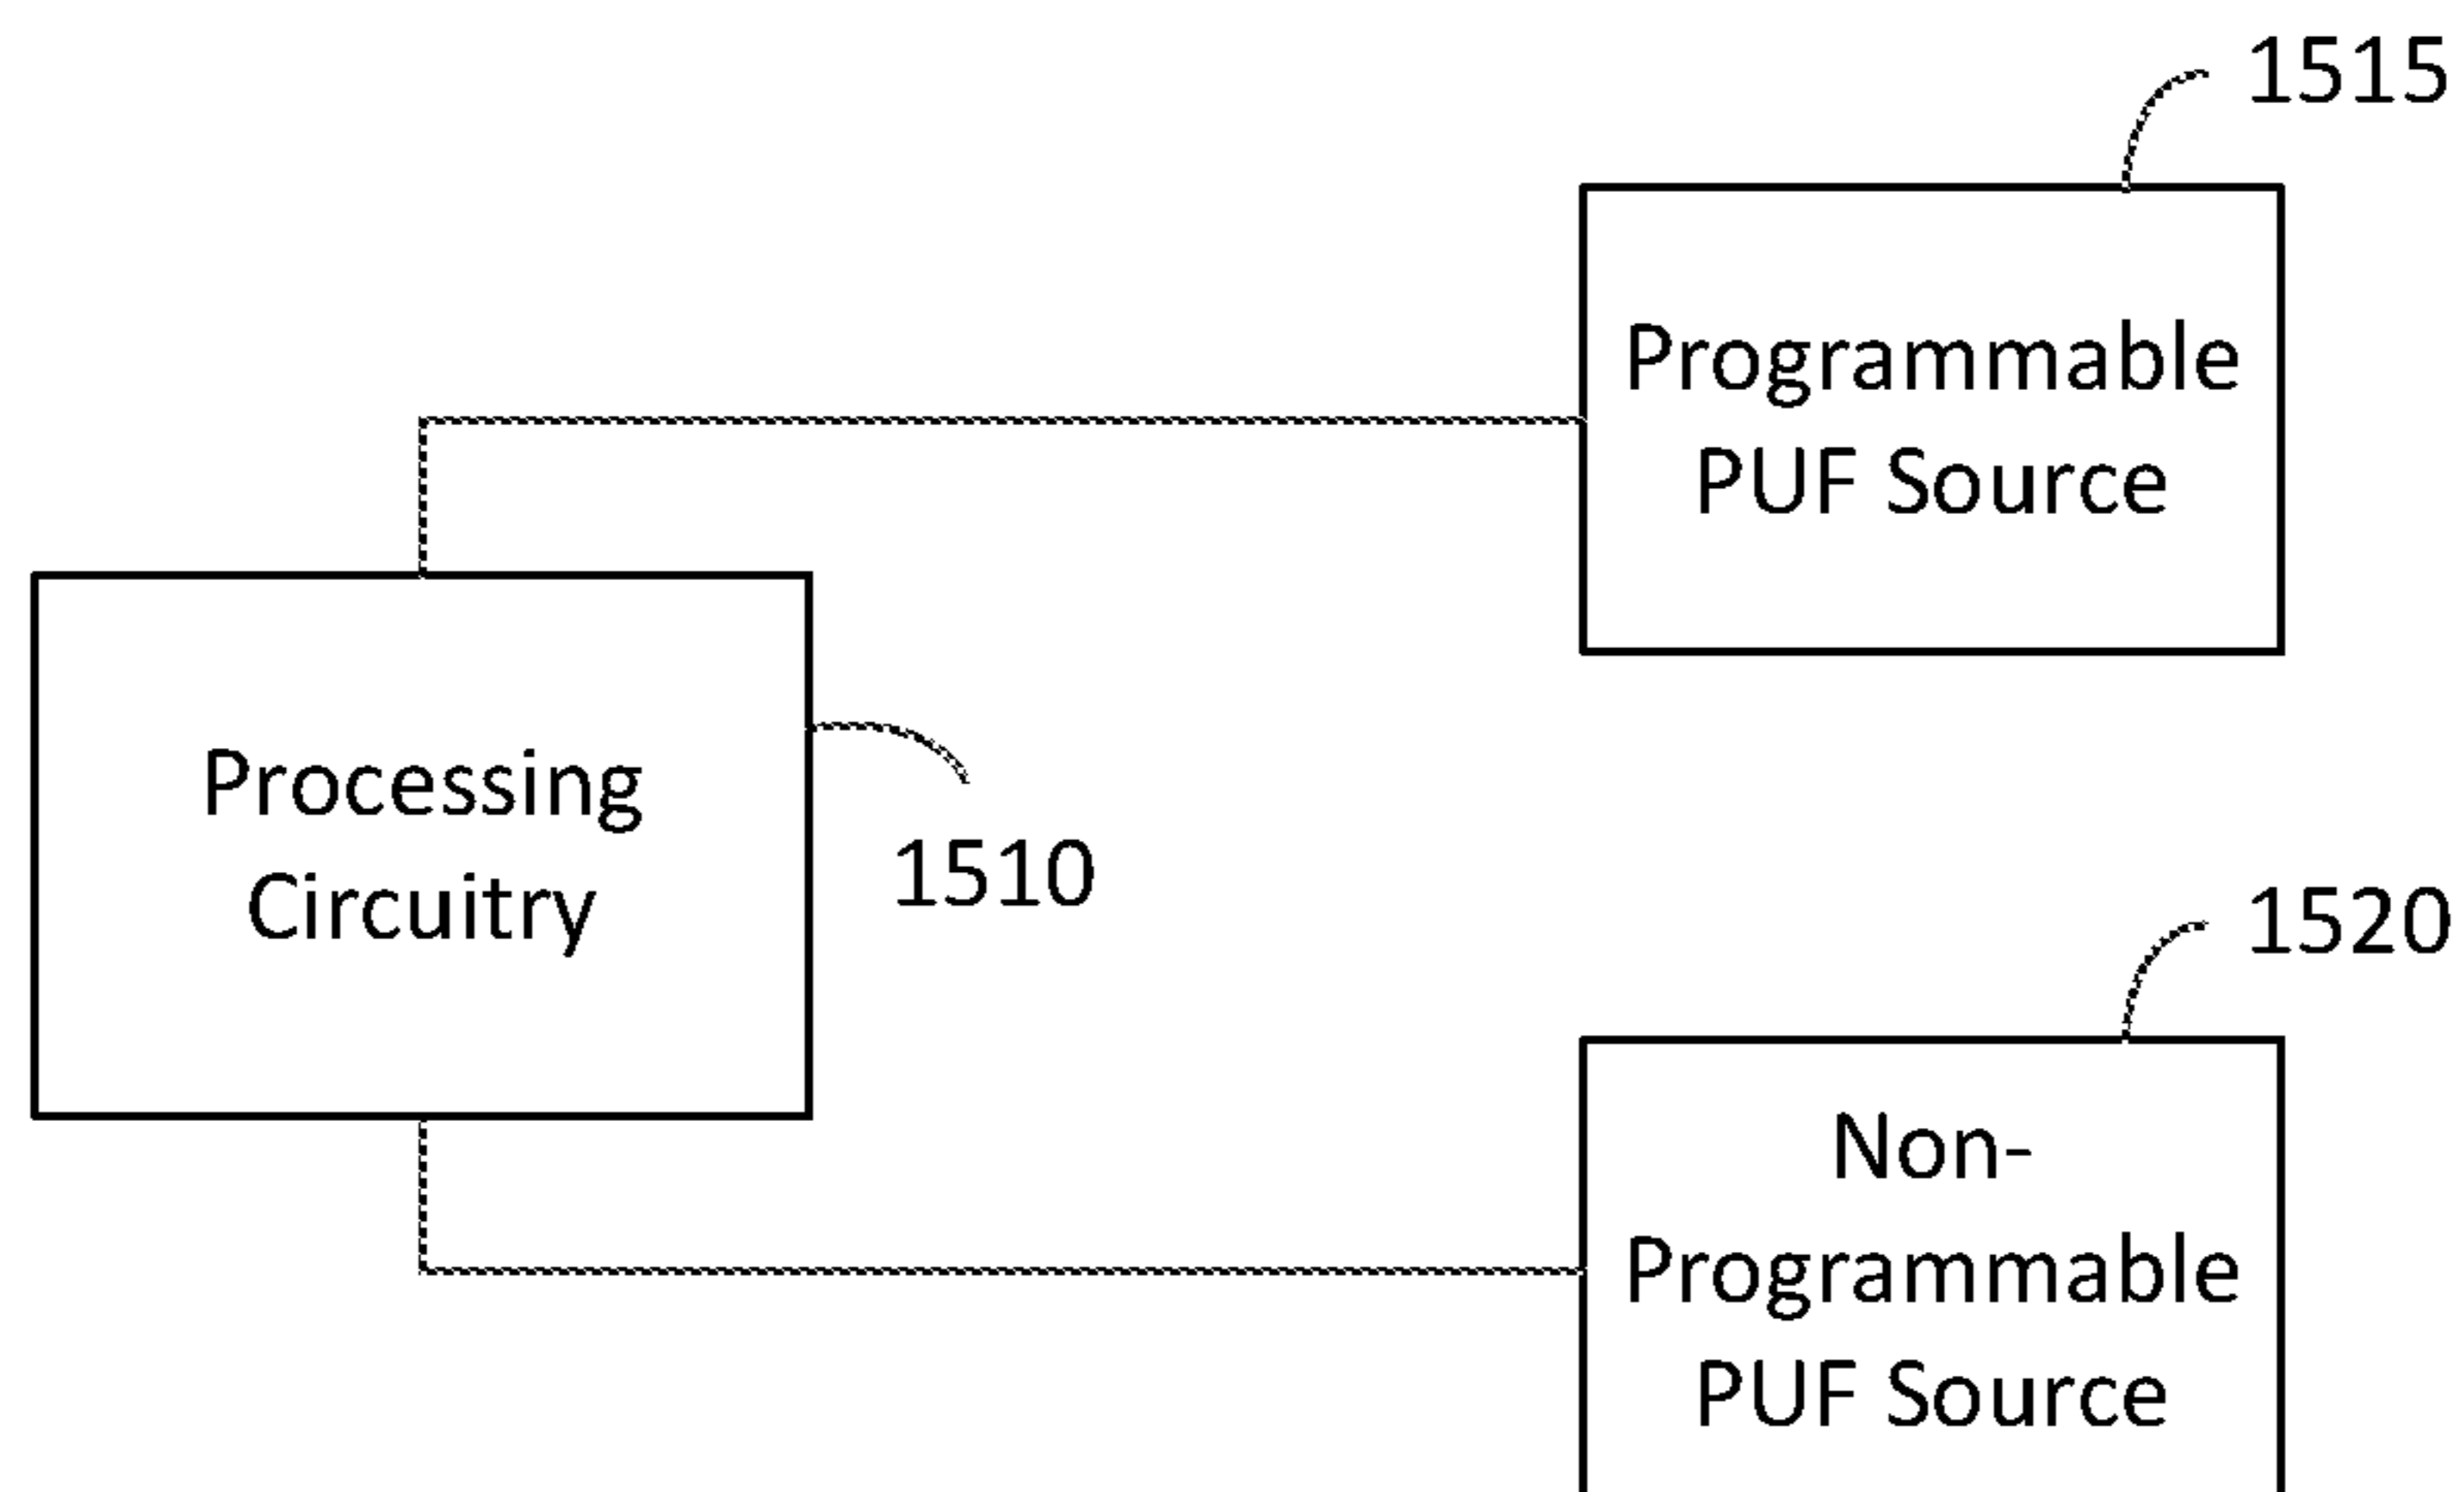 1515
Programmable
PUF Source
Processing
Circuitry
1510
1520
Non-
Programmable
PUF Source